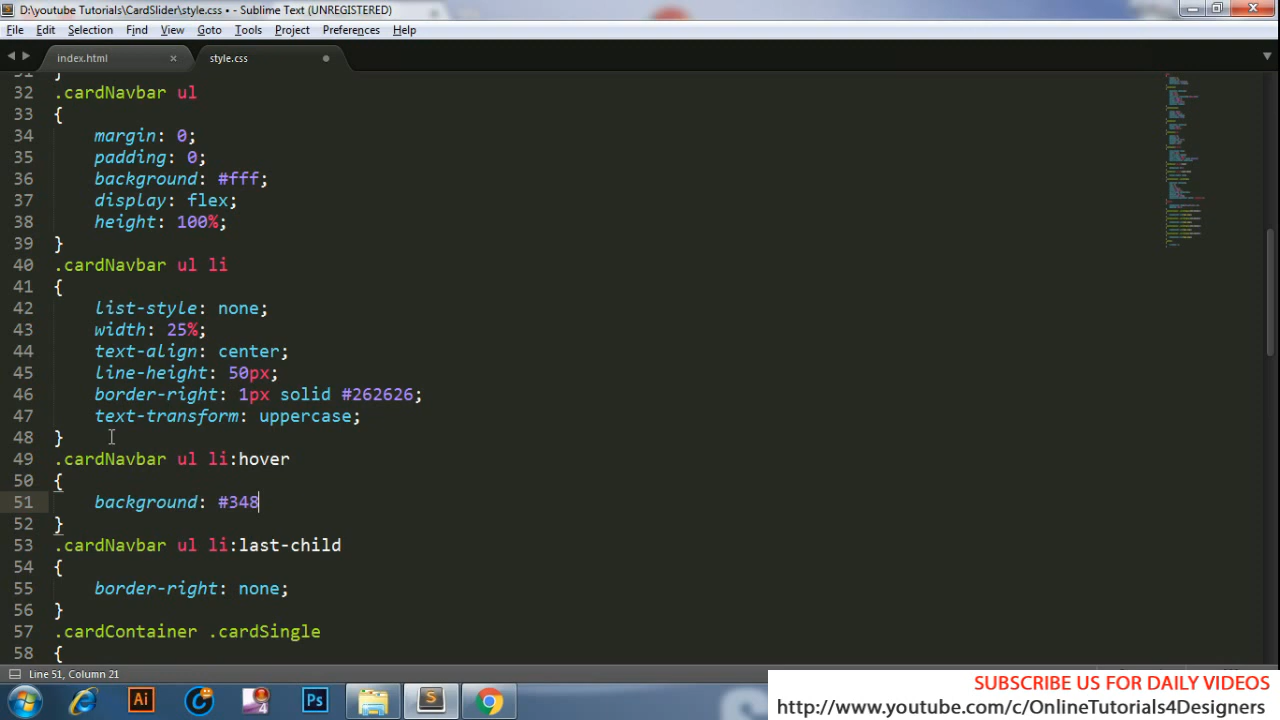 D:\youtube Tutorials\CardSlider\style.css • - Sublime Text (UNREGISTERED)
File Edit Selection Find View Goto Tools Project Preferences Help
index.html × style.css
31 }
32 .cardNavbar ul
33 {
34 margin: 0;
35 padding: 0;
36 background: #fff;
37 display: flex;
38 height: 100%;
39 }
40 .cardNavbar ul li
41 {
42 list-style: none;
43 width: 25%;
44 text-align: center;
45 line-height: 50px;
46 border-right: 1px solid #262626;
47 text-transform: uppercase;
48 }
49 .cardNavbar ul li:hover
50 {
51 background: #348
52 }
53 .cardNavbar ul li:last-child
54 {
55 border-right: none;
56 }
57 .cardContainer .cardSingle
58 {
Line 51, Column 21
Ai 4 Ps S
SUBSCRIBE US FOR DAILY VIDEOS
http://www.youtube.com/c/OnlineTutorials4Designers